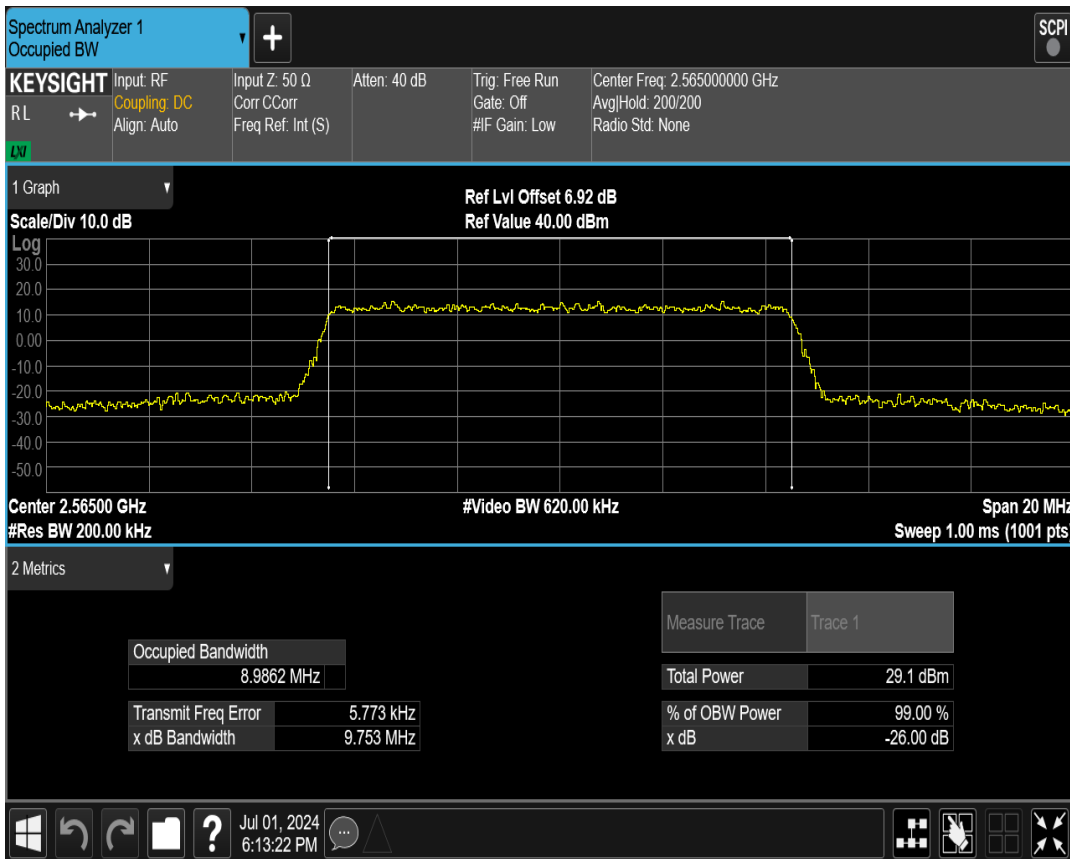 Spectrum Analyzer 1
Occupied BW
+
SCPI
KEYSIGHT
RL
LXI
Input: RF
Coupling: DC
Align: Auto
Input Z: 50 Ω
Corr CCorr
Freq Ref: Int (S)
Atten: 40 dB
Trig: Free Run
Gate: Off
#IF Gain: Low
Center Freq: 2.565000000 GHz
Avg|Hold: 200/200
Radio Std: None
1 Graph
Ref Lvl Offset 6.92 dB
Scale/Div 10.0 dB
Ref Value 40.00 dBm
Log
30.0
20.0
10.0
0.00
-10.0
-20.0
-30.0
-40.0
-50.0
Center 2.56500 GHz
#Video BW 620.00 kHz
Span 20 MHz
#Res BW 200.00 kHz
Sweep 1.00 ms (1001 pts)
2 Metrics
Measure Trace
Trace 1
Occupied Bandwidth
8.9862 MHz
Total Power
29.1 dBm
Transmit Freq Error
5.773 kHz
% of OBW Power
99.00 %
x dB Bandwidth
9.753 MHz
x dB
-26.00 dB
?
Jul 01, 2024
6:13:22 PM